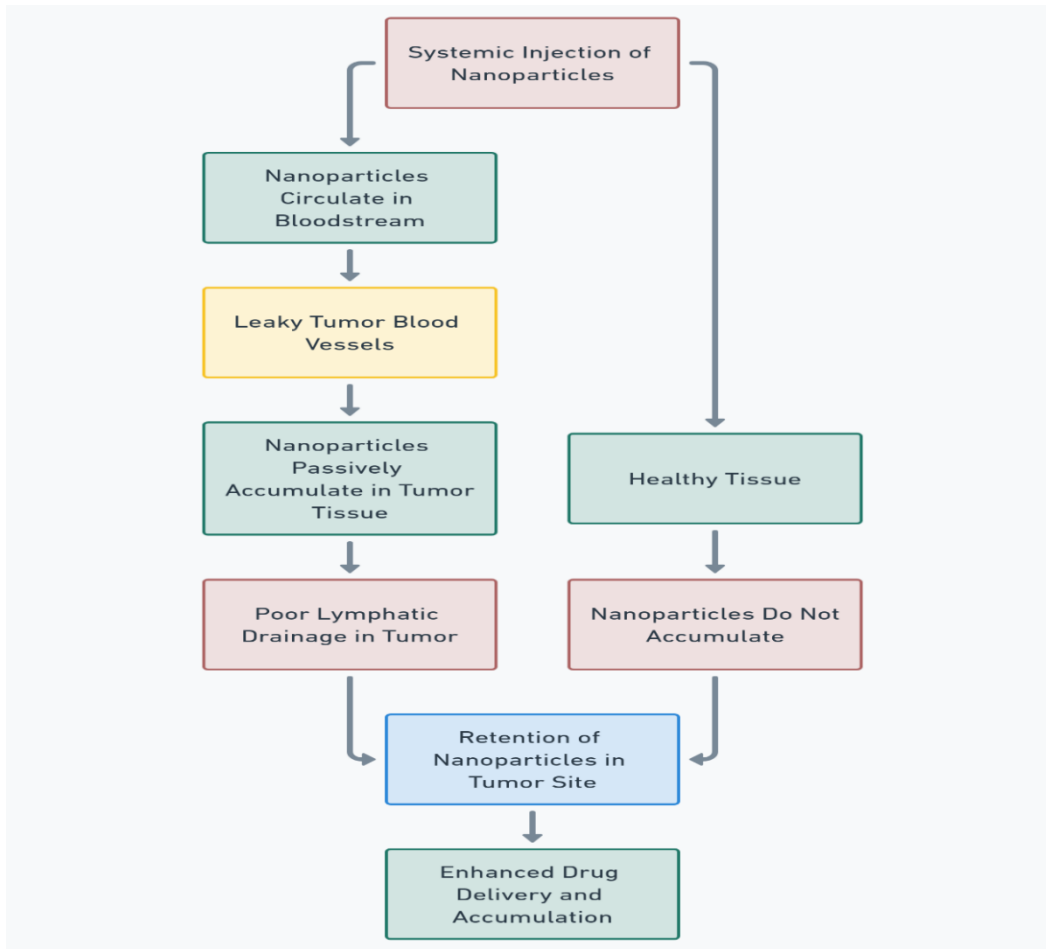 Systemic Injection of
Nanoparticles
Nanoparticles
Circulate in
Bloodstream
Leaky Tumor Blood
Vessels
Nanoparticles
Passively
Accumulate in Tumor
Tissue
Healthy Tissue
Poor Lymphatic
Drainage in Tumor
Nanoparticles Do Not
Accumulate
Retention of
Nanoparticles in
Tumor Site
Enhanced Drug
Delivery and
Accumulation